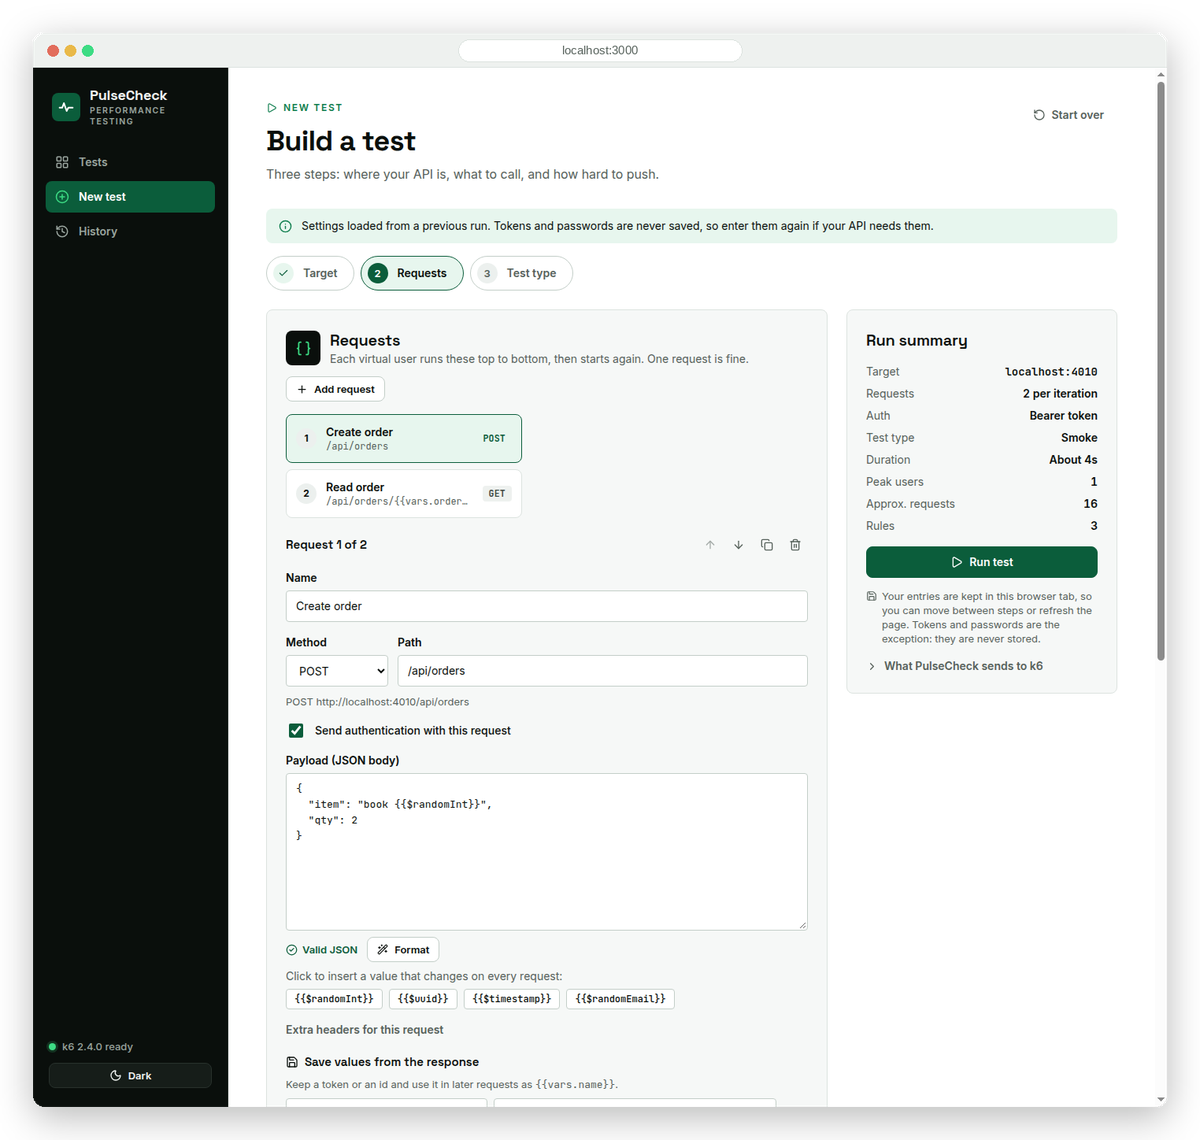 localhost:3000
PulseCheck
PERFORMANCE
TESTING
Tests
New test
History
k6 2.4.0 ready
Dark
NEW TEST
Build a test
Three steps: where your API is, what to call, and how hard to push.
Start over
Settings loaded from a previous run. Tokens and passwords are never saved, so enter them again if your API needs them.
Target
2 Requests
3 Test type
{} Requests
Each virtual user runs these top to bottom, then starts again. One request is fine.
+ Add request
1 Create order POST
/api/orders
2 Read order GET
/api/orders/{{vars.order…
Request 1 of 2
Name
Create order
Method Path
POST /api/orders
POST http://localhost:4010/api/orders
Send authentication with this request
Payload (JSON body)
{
"item": "book {{$randomInt}}",
"qty": 2
}
Valid JSON Format
Click to insert a value that changes on every request:
{{$randomInt}} {{$uuid}} {{$timestamp}} {{$randomEmail}}
Extra headers for this request
Save values from the response
Keep a token or an id and use it in later requests as {{vars.name}}.
Run summary
Target localhost:4010
Requests 2 per iteration
Auth Bearer token
Test type Smoke
Duration About 4s
Peak users 1
Approx. requests 16
Rules 3
Run test
Your entries are kept in this browser tab, so
you can move between steps or refresh the
page. Tokens and passwords are the
exception: they are never stored.
What PulseCheck sends to k6